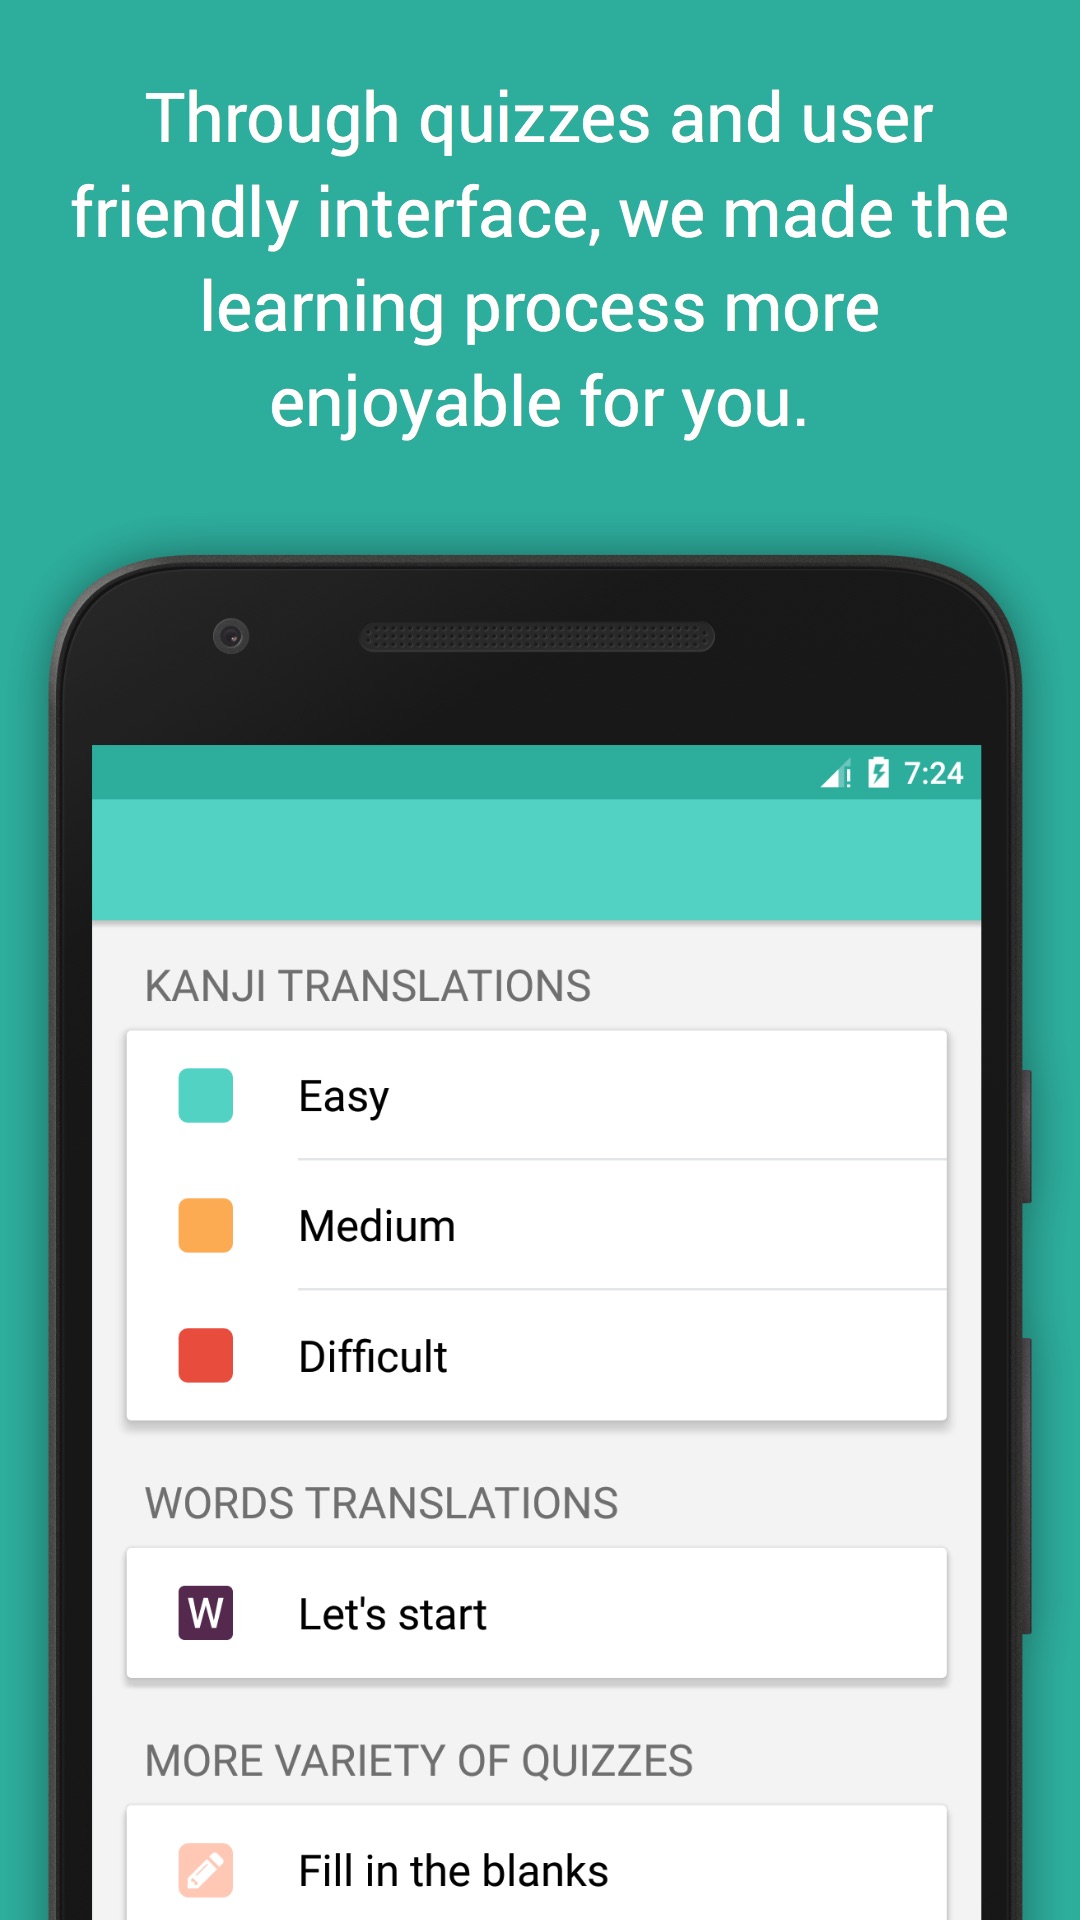 Through quizzes and user
friendly interface, we made the
learning process more
enjoyable for you.
7:24
KANJI TRANSLATIONS
Easy
Medium
Difficult
WORDS TRANSLATIONS
W Let's start
MORE VARIETY OF QUIZZES
Fill in the blanks